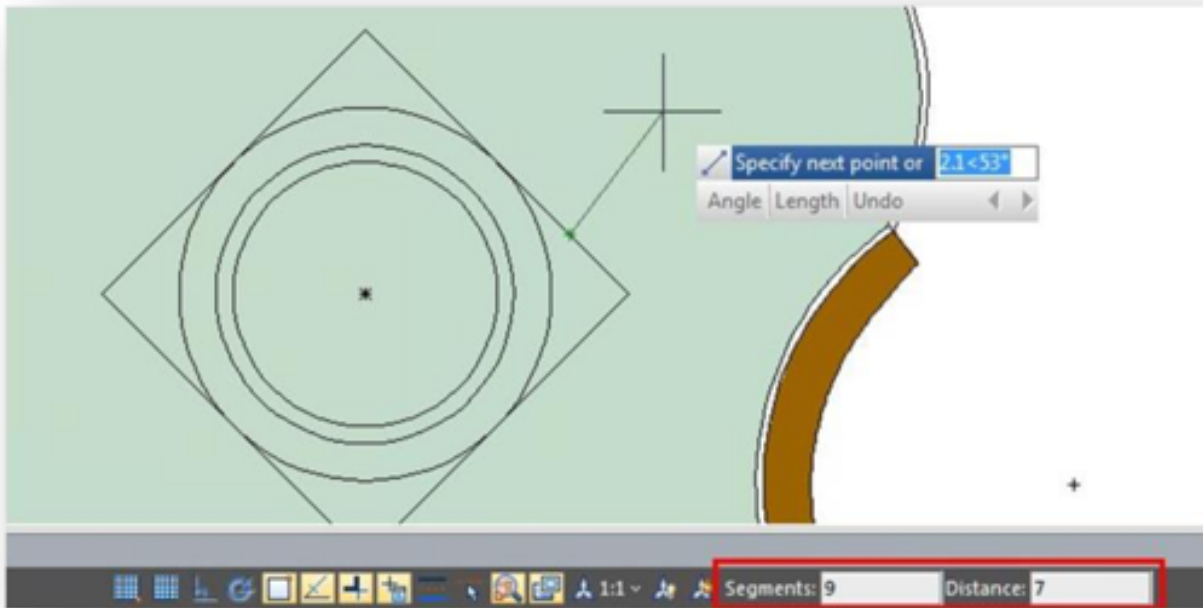 Specify next point or 2.1<53°
Angle Length Undo
1:1 Segments: 9 Distance: 7